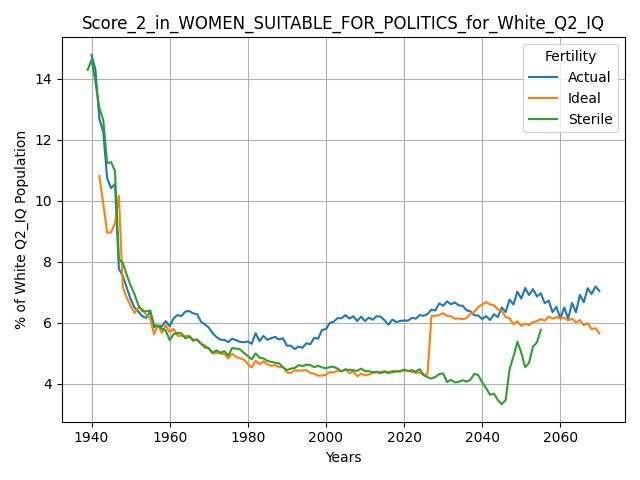 Score_2_in_WOMEN_SUITABLE_FOR_POLITICS_for_White_Q2_IQ
Fertility
Actual
Ideal
Sterile
% of White Q2_IQ Population
14
12
10
8
6
4
1940 1960 1980 2000 2020 2040 2060
Years